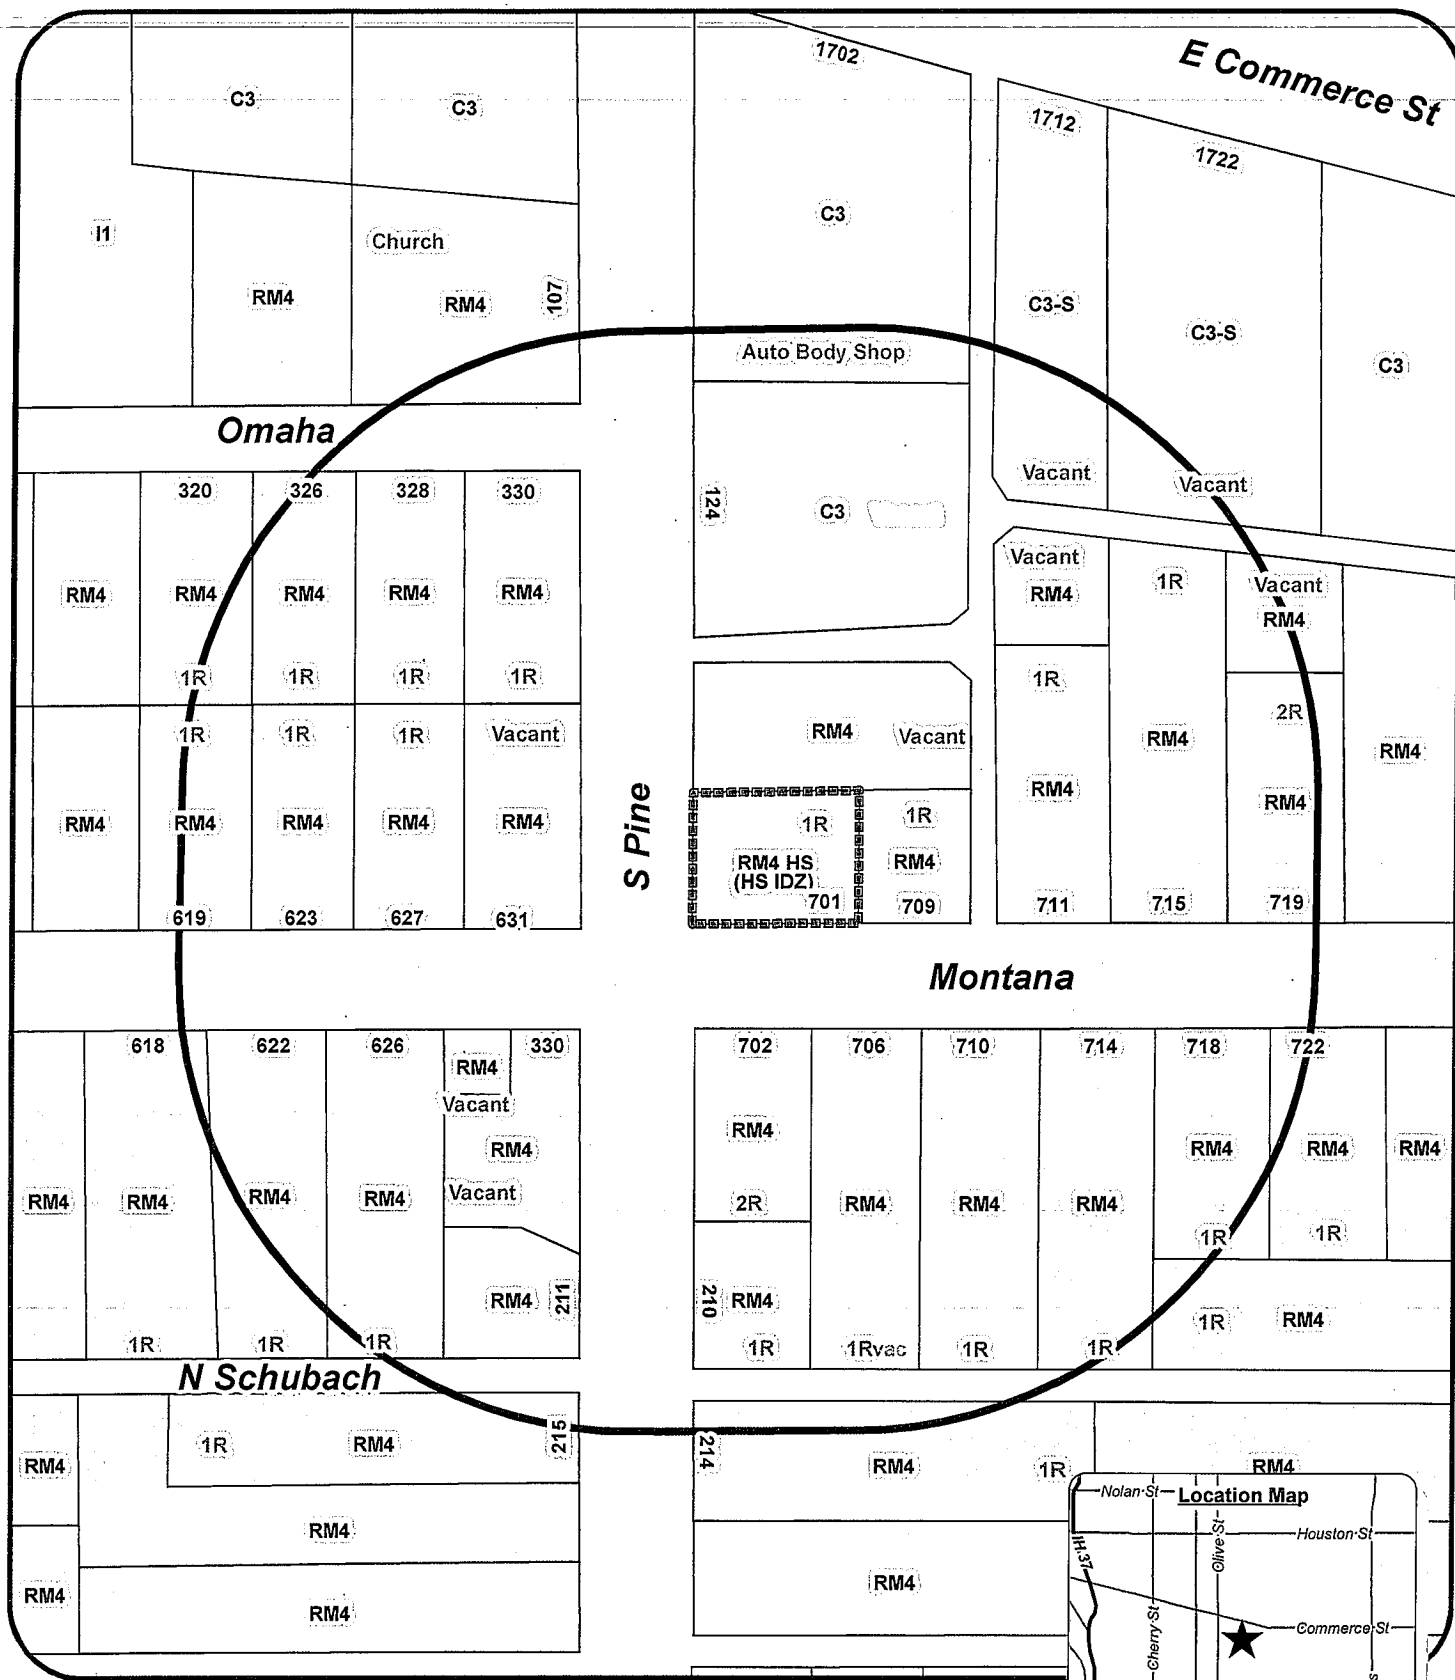 1702
E Commerce St
C3
C3
1712
1722
I1
C3
Church
RM4
RM4
107
C3-S
C3-S
C3
Auto Body Shop
Omaha
Vacant
Vacant
320
326
328
330
124
C3
Vacant
RM4
1R
Vacant
RM4
RM4
RM4
RM4
RM4
RM4
1R
1R
1R
1R
1R
1R
1R
1R
Vacant
RM4
Vacant
2R
RM4
RM4
RM4
RM4
RM4
RM4
RM4
RM4
RM4
RM4
S Pine
1R
RM4 HS
(HS IDZ)
701
1R
RM4
709
619
623
627
631
711
715
719
Montana
618
622
626
330
702
706
710
714
718
722
RM4
Vacant
RM4
Vacant
RM4
RM4
RM4
RM4
RM4
2R
RM4
RM4
RM4
RM4
RM4
RM4
1R
1R
RM4
211
210
RM4
1R
RM4
1R
1R
1R
1R
1Rvac
1R
1R
N Schubach
1R
RM4
215
214
RM4
1R
RM4
RM4
RM4
RM4
RM4
RM4
Location Map
Nolan St
Houston St
Olive St
IH 37
Cherry St
Commerce St